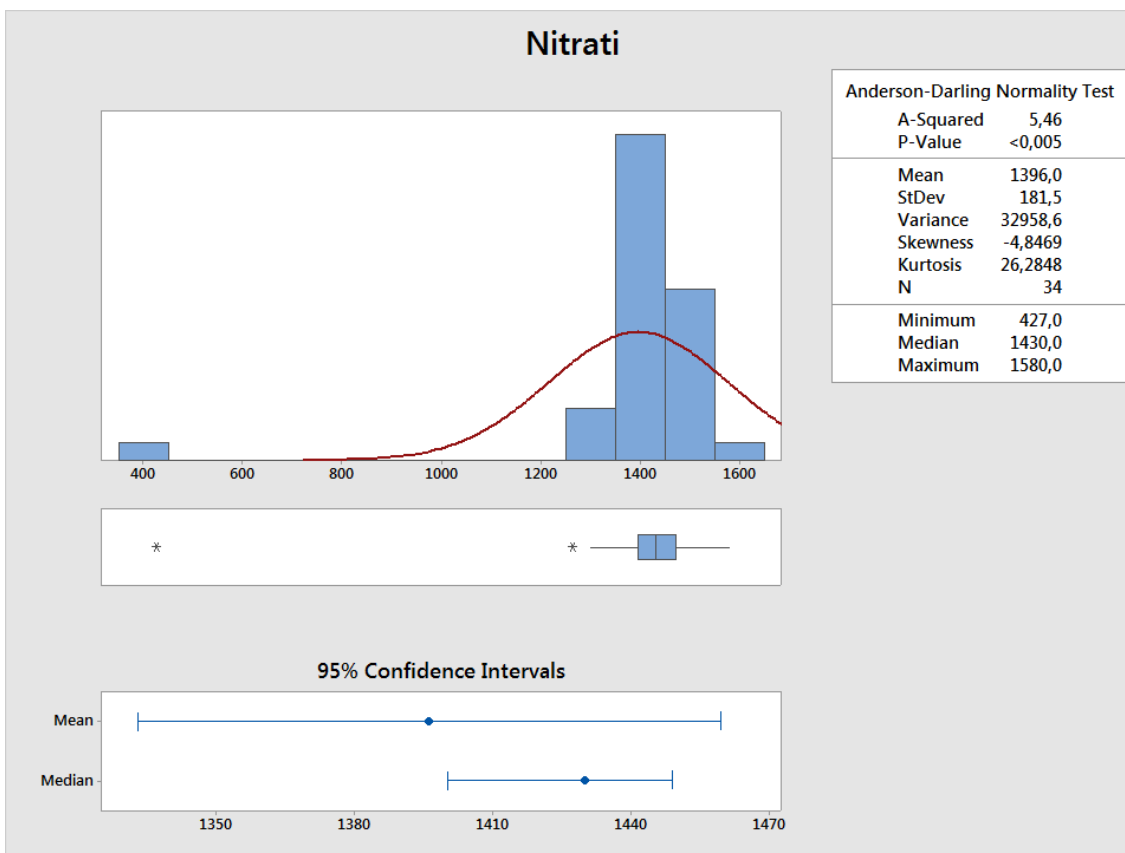 Nitrati
Anderson-Darling Normality Test
A-Squared 5,46
P-Value <0,005
Mean 1396,0
StDev 181,5
Variance 32958,6
Skewness -4,8469
Kurtosis 26,2848
N 34
Minimum 427,0
Median 1430,0
Maximum 1580,0
400 600 800 1000 1200 1400 1600
95% Confidence Intervals
Mean
Median
1350 1380 1410 1440 1470